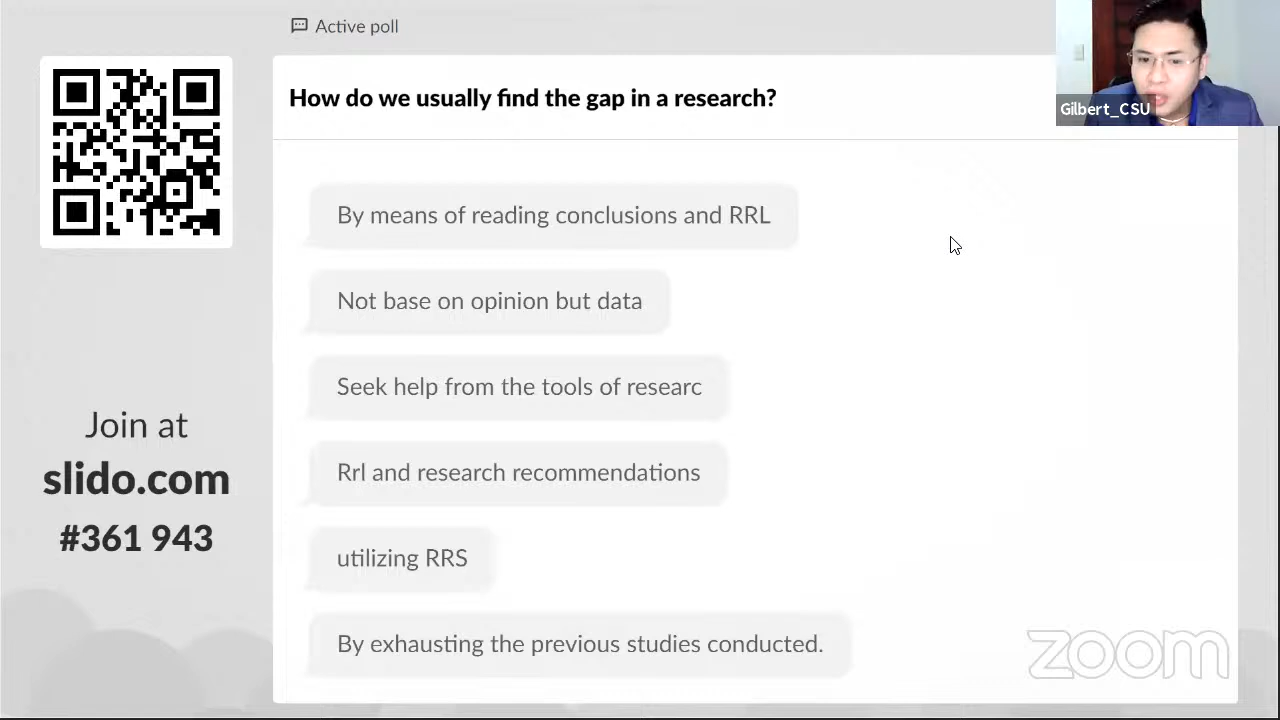 Active poll
How do we usually find the gap in a research?
Gilbert_CSU
By means of reading conclusions and RRL
Not base on opinion but data
Seek help from the tools of researc
Rrl and research recommendations
utilizing RRS
By exhausting the previous studies conducted.
Join at
slido.com
#361 943
zoom